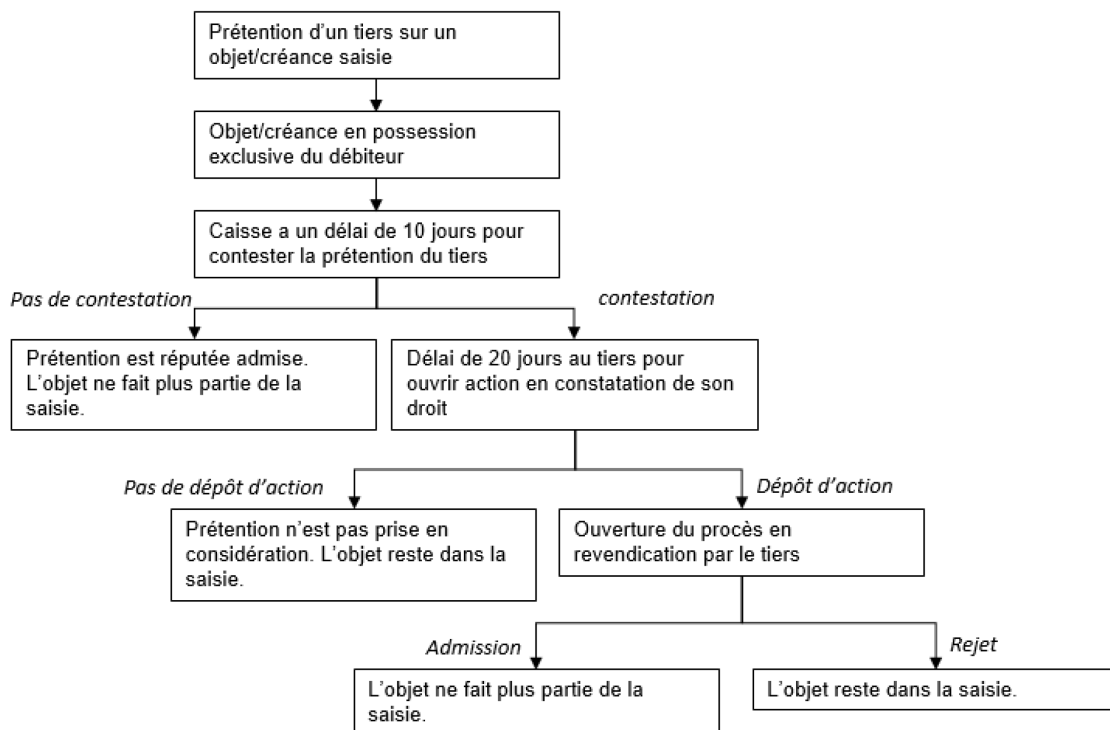 Prétention d'un tiers sur un
objet/créance saisie
Objet/créance en possession
exclusive du débiteur
Caisse a un délai de 10 jours pour
contester la prétention du tiers
Pas de contestation
contestation
Prétention est réputée admise.
L'objet ne fait plus partie de la
saisie.
Délai de 20 jours au tiers pour
ouvrir action en constatation de son
droit
Pas de dépôt d'action
Dépôt d'action
Prétention n'est pas prise en
considération. L'objet reste dans la
saisie.
Ouverture du procès en
revendication par le tiers
Admission
Rejet
L'objet ne fait plus partie de la
saisie.
L'objet reste dans la saisie.